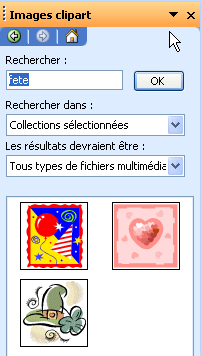 Images clipart
Rechercher :
fete
OK
Rechercher dans :
Collections sélectionnées
Les résultats devraient être :
Tous types de fichiers multimédia